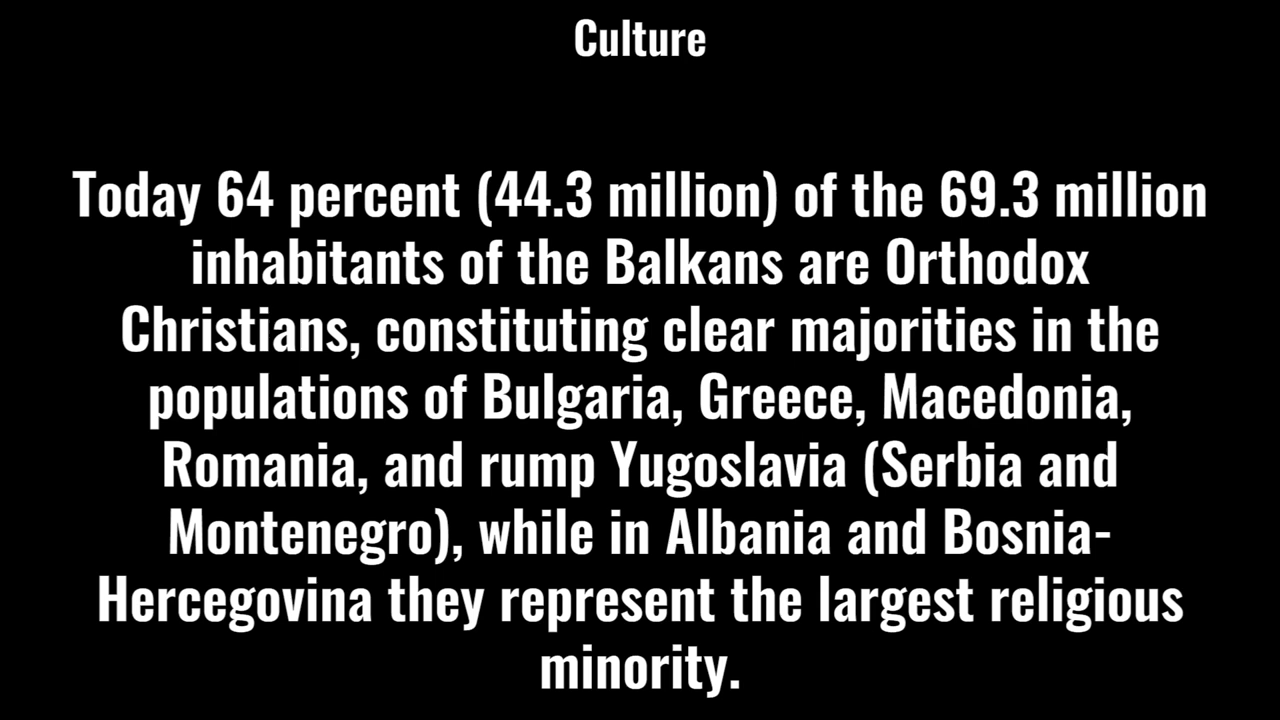 Culture
Today 64 percent (44.3 million) of the 69.3 million
inhabitants of the Balkans are Orthodox
Christians, constituting clear majorities in the
populations of Bulgaria, Greece, Macedonia,
Romania, and rump Yugoslavia (Serbia and
Montenegro), while in Albania and Bosnia-
Hercegovina they represent the largest religious
minority.